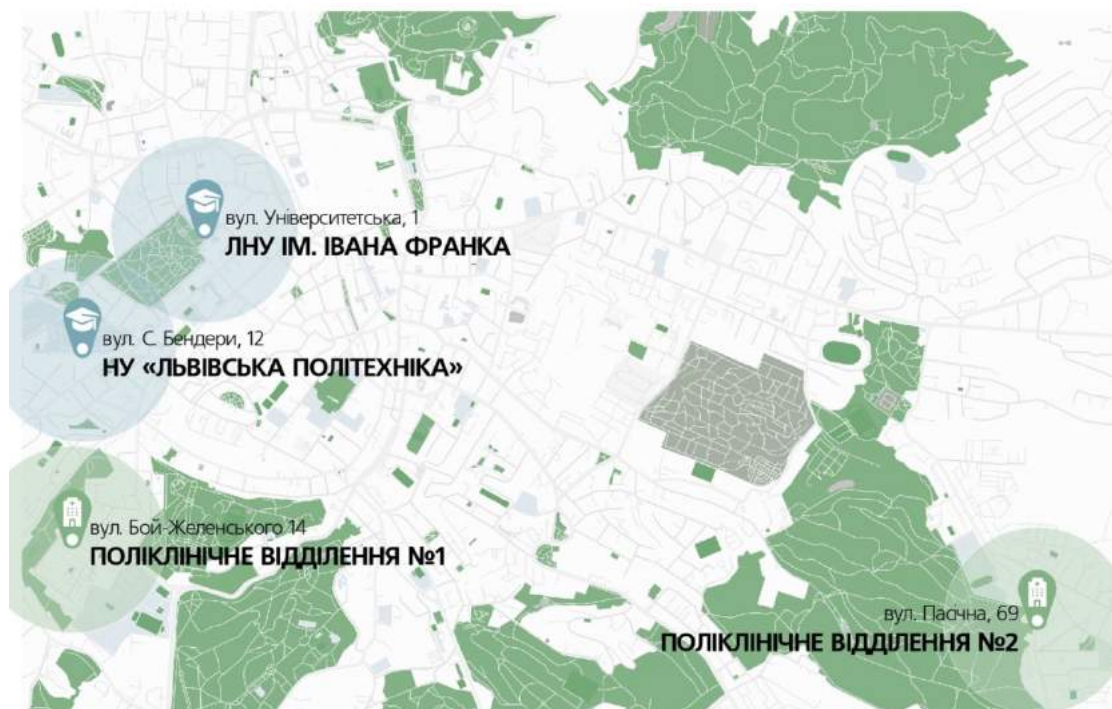 вул. Університетська, 1
ЛНУ ІМ. ІВАНА ФРАНКА
вул. С. Бендери, 12
НУ «ЛЬВІВСЬКА ПОЛІТЕХНІКА»
вул. Бой-Желенського 14
ПОЛІКЛІНІЧНЕ ВІДДІЛЕННЯ №1
вул. Пасічна, 69
ПОЛІКЛІНІЧНЕ ВІДДІЛЕННЯ №2